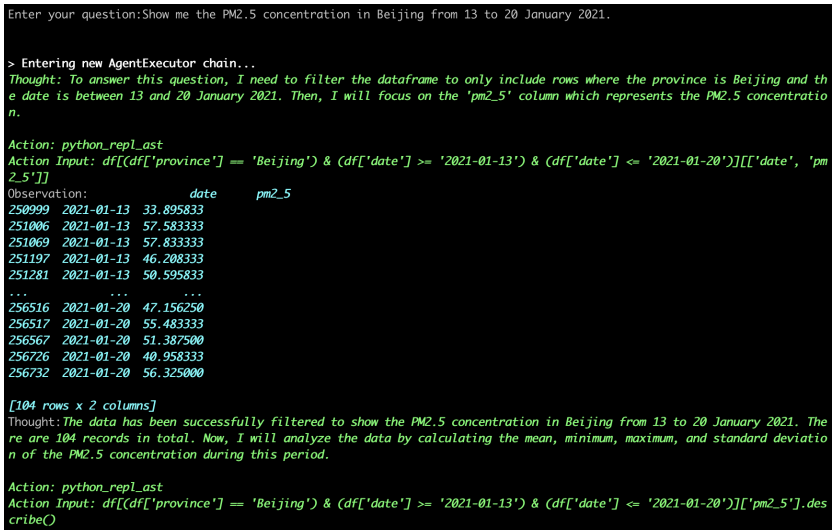 Enter your question:Show me the PM2.5 concentration in Beijing from 13 to 20 January 2021.
> Entering new AgentExecutor chain...
Thought: To answer this question, I need to filter the dataframe to only include rows where the province is Beijing and th
e date is between 13 and 20 January 2021. Then, I will focus on the 'pm2_5' column which represents the PM2.5 concentratio
n.
Action: python_repl_ast
Action Input: df[(df['province'] == 'Beijing') & (df['date'] >= '2021-01-13') & (df['date'] <= '2021-01-20')][['date', 'pm
2_5']]
Observation: date pm2_5
250999 2021-01-13 33.895833
251006 2021-01-13 57.583333
251069 2021-01-13 57.833333
251197 2021-01-13 46.208333
251281 2021-01-13 50.595833
... ... ...
256516 2021-01-20 47.156250
256517 2021-01-20 55.483333
256567 2021-01-20 51.387500
256726 2021-01-20 40.958333
256732 2021-01-20 56.325000
[104 rows x 2 columns]
Thought:The data has been successfully filtered to show the PM2.5 concentration in Beijing from 13 to 20 January 2021. The
re are 104 records in total. Now, I will analyze the data by calculating the mean, minimum, maximum, and standard deviatio
n of the PM2.5 concentration during this period.
Action: python_repl_ast
Action Input: df[(df['province'] == 'Beijing') & (df['date'] >= '2021-01-13') & (df['date'] <= '2021-01-20')]['pm2_5'].des
cribe()